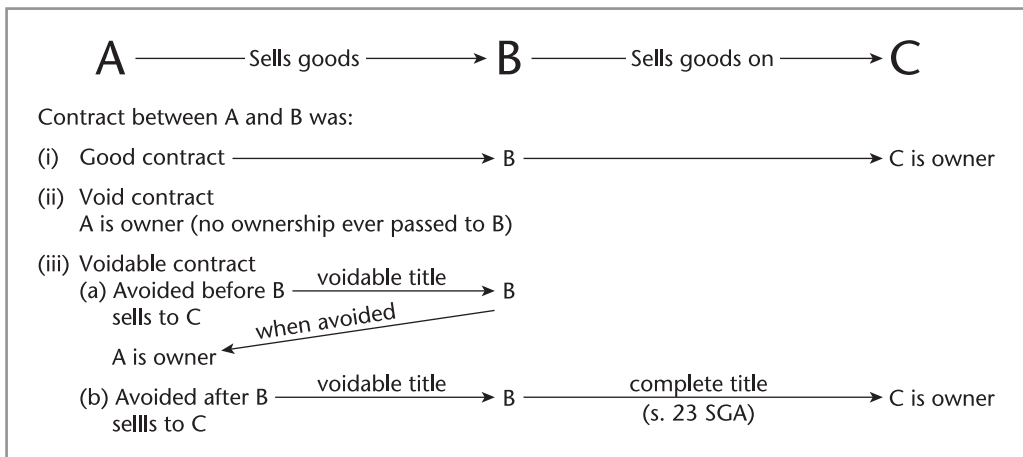 A Sells goods B Sells goods on C
Contract between A and B was:
(i) Good contract B C is owner
(ii) Void contract
A is owner (no ownership ever passed to B)
(iii) Voidable contract
(a) Avoided before B voidable title B
sells to C
when avoided
A is owner
(b) Avoided after B voidable title B complete title C is owner
sellls to C (s. 23 SGA)